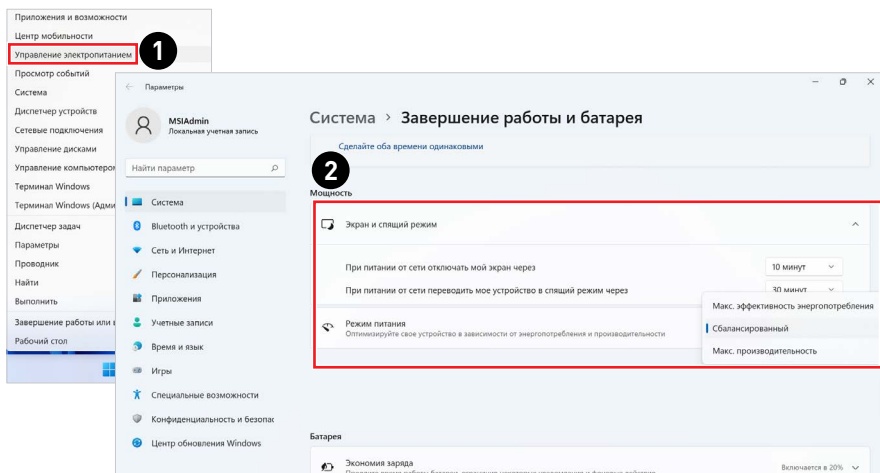 Приложения и возможности
Центр мобильности
Управление электропитанием
1
Просмотр событий
Система
Диспетчер устройств
Сетевые подключения
Управление дисками
Управление компьютером
Терминал Windows
Терминал Windows (Адми
Диспетчер задач
Параметры
Проводник
Найти
Выполнить
Завершение работы или в
Рабочий стол
Параметры
MSIAdmin
Локальная учетная запись
Найти параметр
Система
Bluetooth и устройства
Сеть и Интернет
Персонализация
Приложения
Учетные записи
Время и язык
Игры
Специальные возможности
Конфиденциальность и безопас
Центр обновления Windows
Система > Завершение работы и батарея
Сделайте оба времени одинаковыми
2
Мощность
Экран и спящий режим
При питании от сети отключать мой экран через
10 минут
При питании от сети переводить мое устройство в спящий режим через
30 минут
Режим питания
Оптимизируйте свое устройство в зависимости от энергопотребления и производительности
Макс. эффективность энергопотребления
Сбалансированный
Макс. производительность
Батарея
Экономия заряда
Включается в 20%